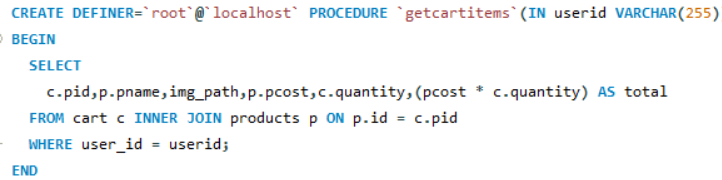 CREATE DEFINER=`root`@`localhost` PROCEDURE `getcartitems`(IN userid VARCHAR(255)
BEGIN
SELECT
c.pid,p.pname,img_path,p.pcost,c.quantity,(pcost * c.quantity) AS total
FROM cart c INNER JOIN products p ON p.id = c.pid
WHERE user_id = userid;
END